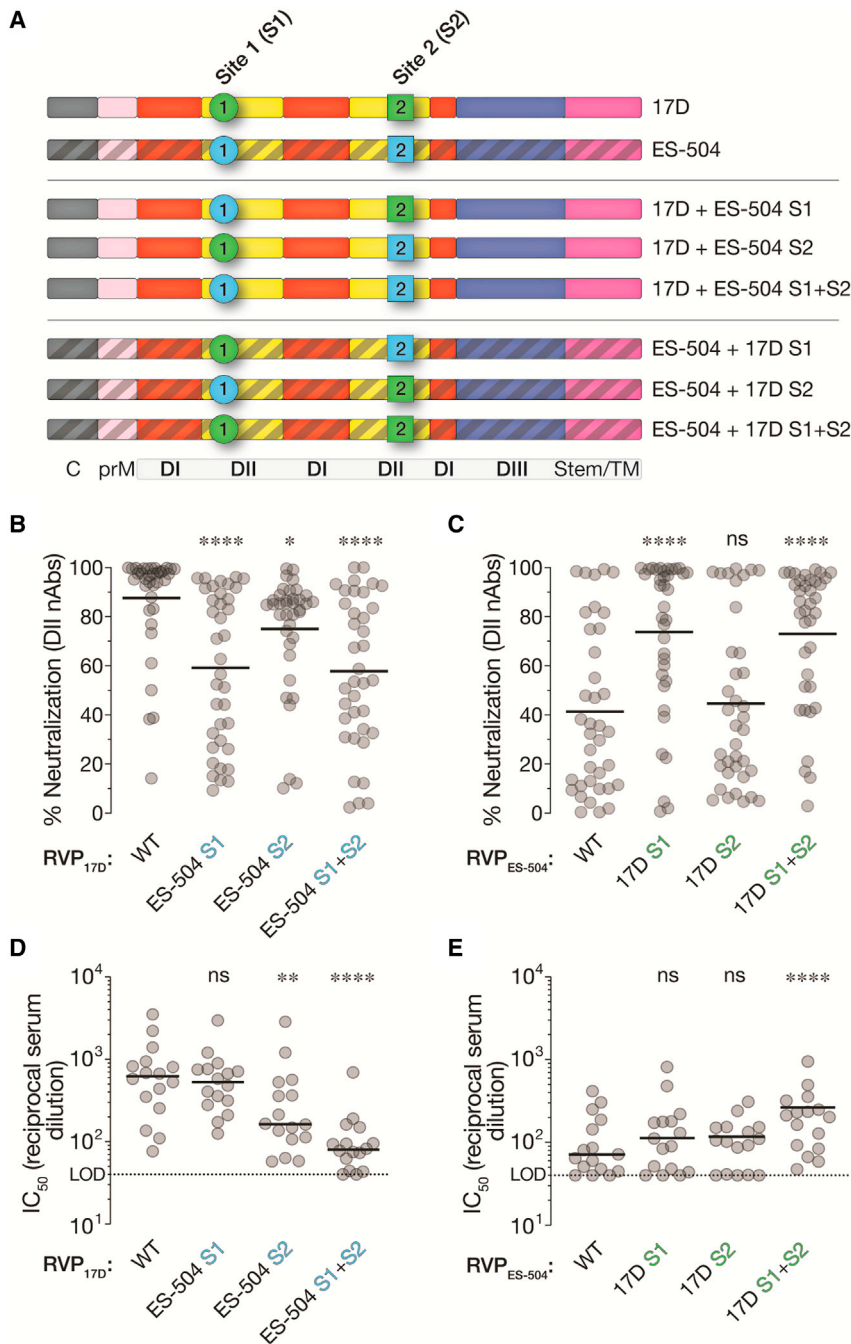 A
Site 1 (S1)
Site 2 (S2)
1 2 17D
1 2 ES-504
1 2 17D + ES-504 S1
1 2 17D + ES-504 S2
1 2 17D + ES-504 S1+S2
1 2 ES-504 + 17D S1
1 2 ES-504 + 17D S2
1 2 ES-504 + 17D S1+S2
C prM DI DII DI DII DI DIII Stem/TM
B
**** * ****
% Neutralization (DII nAbs)
100
80
60
40
20
0
RVP17D:
WT
ES-504 S1
ES-504 S2
ES-504 S1+S2
C
**** ns ****
% Neutralization (DII nAbs)
100
80
60
40
20
0
RVPES-504:
WT
17D S1
17D S2
17D S1+S2
D
ns ** ****
IC50 (reciprocal serum
dilution)
10^4
10^3
10^2
LOD
10^1
RVP17D:
WT
ES-504 S1
ES-504 S2
ES-504 S1+S2
E
ns ns ****
IC50 (reciprocal serum
dilution)
10^4
10^3
10^2
LOD
10^1
RVPES-504:
WT
17D S1
17D S2
17D S1+S2